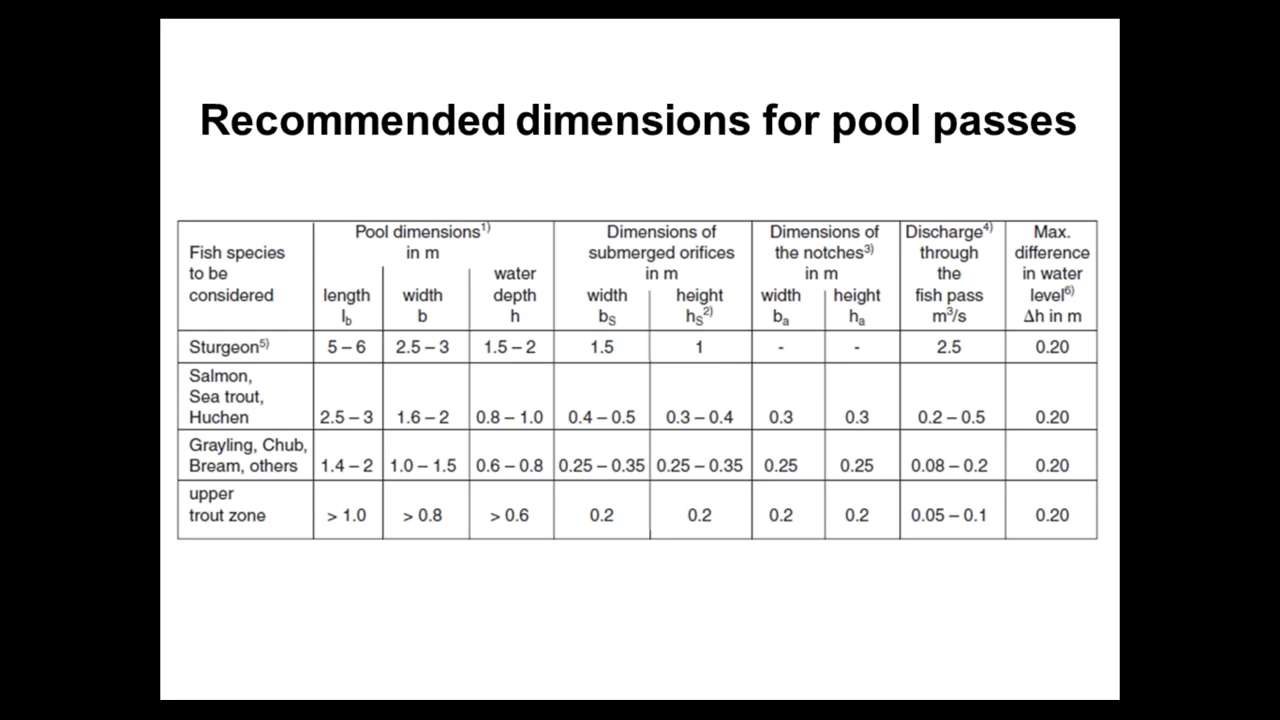 Recommended dimensions for pool passes
Fish species to be considered | Pool dimensions1) in m | Dimensions of submerged orifices in m | Dimensions of the notches3) in m | Discharge4) through the fish pass m3/s | Max. difference in water level6) Δh in m
length lb | width b | water depth h | width bS | height hS2) | width ba | height ha
Sturgeon5) | 5 – 6 | 2.5 – 3 | 1.5 – 2 | 1.5 | 1 | - | - | 2.5 | 0.20
Salmon, Sea trout, Huchen | 2.5 – 3 | 1.6 – 2 | 0.8 – 1.0 | 0.4 – 0.5 | 0.3 – 0.4 | 0.3 | 0.3 | 0.2 – 0.5 | 0.20
Grayling, Chub, Bream, others | 1.4 – 2 | 1.0 – 1.5 | 0.6 – 0.8 | 0.25 – 0.35 | 0.25 – 0.35 | 0.25 | 0.25 | 0.08 – 0.2 | 0.20
upper trout zone | > 1.0 | > 0.8 | > 0.6 | 0.2 | 0.2 | 0.2 | 0.2 | 0.05 – 0.1 | 0.20